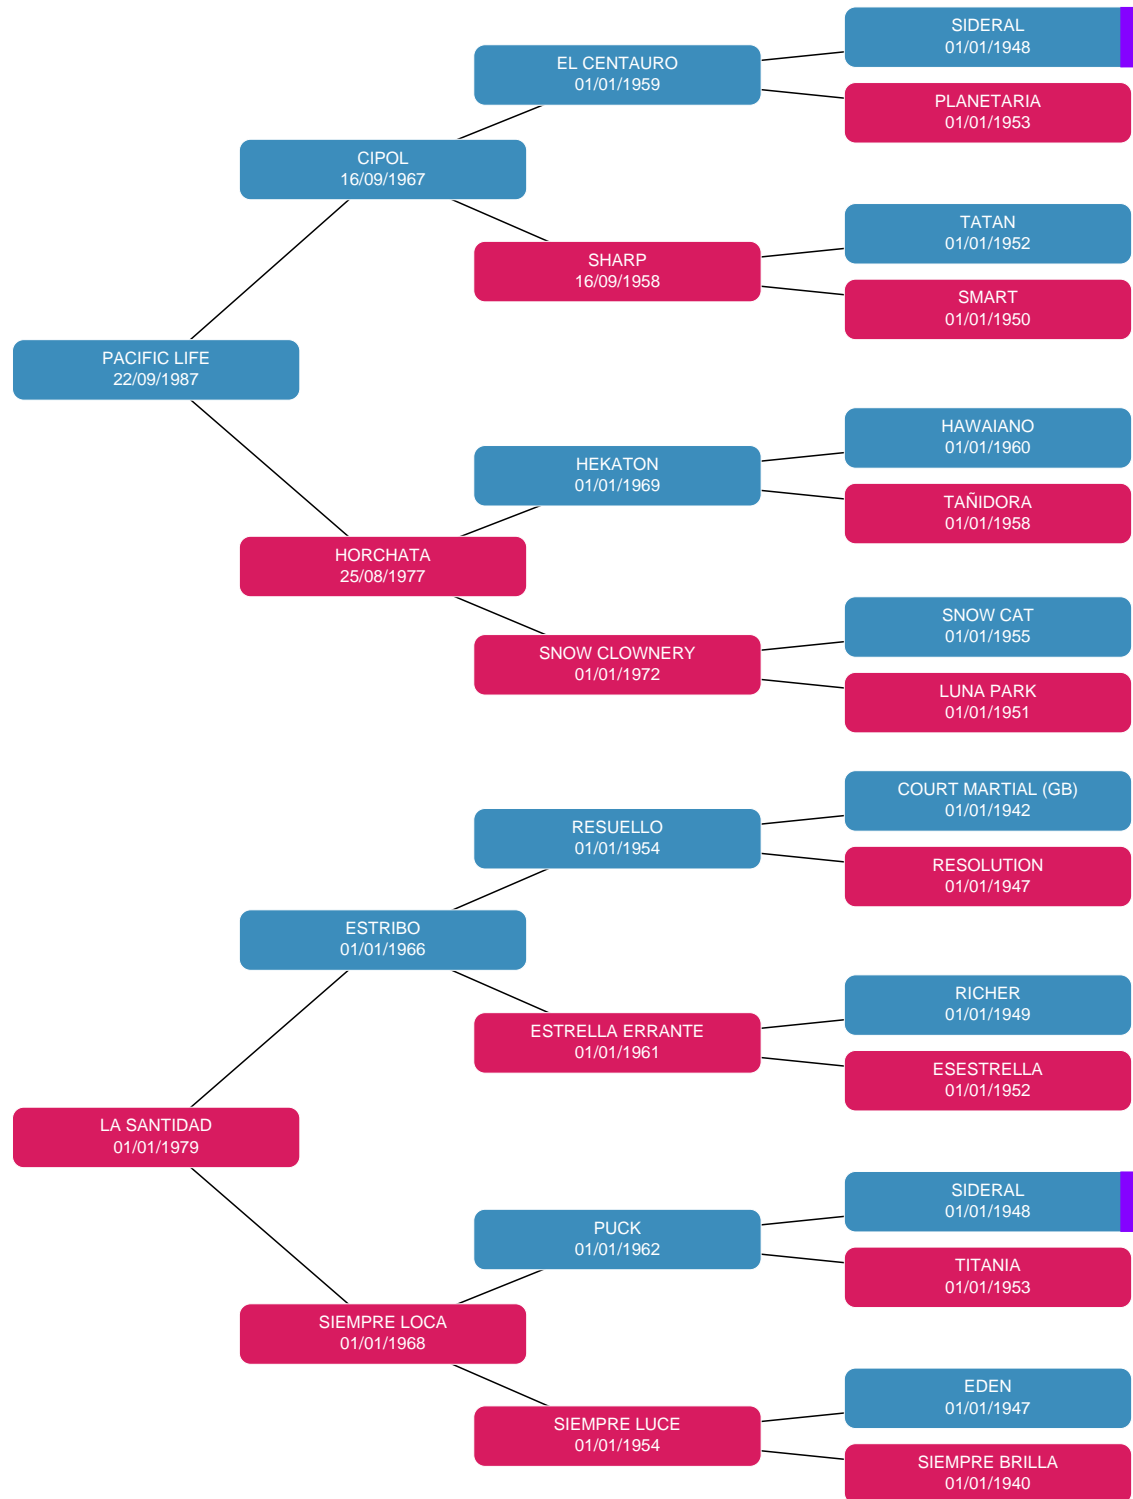 SIDERAL
01/01/1948
EL CENTAURO
01/01/1959
PLANETARIA
01/01/1953
CIPOL
16/09/1967
TATAN
01/01/1952
SHARP
16/09/1958
SMART
01/01/1950
PACIFIC LIFE
22/09/1987
HAWAIANO
01/01/1960
HEKATON
01/01/1969
TAÑIDORA
01/01/1958
HORCHATA
25/08/1977
SNOW CAT
01/01/1955
SNOW CLOWNERY
01/01/1972
LUNA PARK
01/01/1951
COURT MARTIAL (GB)
01/01/1942
RESUELLO
01/01/1954
RESOLUTION
01/01/1947
ESTRIBO
01/01/1966
RICHER
01/01/1949
ESTRELLA ERRANTE
01/01/1961
ESESTRELLA
01/01/1952
LA SANTIDAD
01/01/1979
SIDERAL
01/01/1948
PUCK
01/01/1962
TITANIA
01/01/1953
SIEMPRE LOCA
01/01/1968
EDEN
01/01/1947
SIEMPRE LUCE
01/01/1954
SIEMPRE BRILLA
01/01/1940